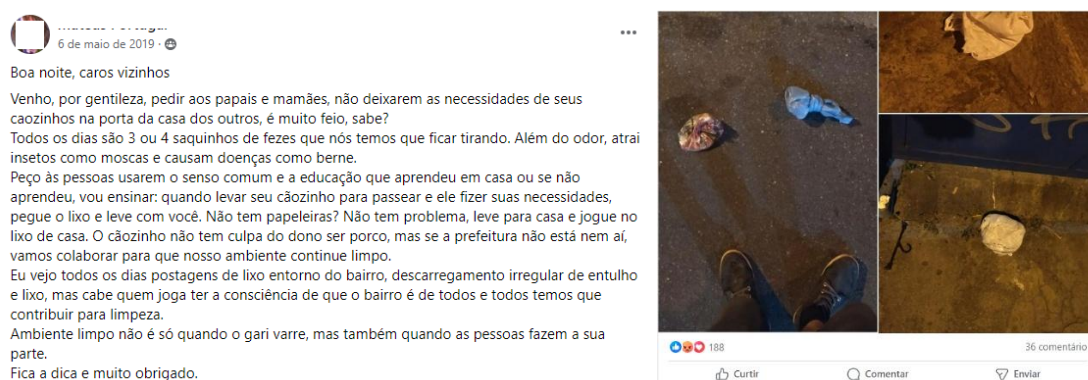 6 de maio de 2019 ·
Boa noite, caros vizinhos
Venho, por gentileza, pedir aos papais e mamães, não deixarem as necessidades de seus
caozinhos na porta da casa dos outros, é muito feio, sabe?
Todos os dias são 3 ou 4 saquinhos de fezes que nós temos que ficar tirando. Além do odor, atrai
insetos como moscas e causam doenças como berne.
Peço às pessoas usarem o senso comum e a educação que aprendeu em casa ou se não
aprendeu, vou ensinar: quando levar seu cãozinho para passear e ele fizer suas necessidades,
pegue o lixo e leve com você. Não tem papeleiras? Não tem problema, leve para casa e jogue no
lixo de casa. O cãozinho não tem culpa do dono ser porco, mas se a prefeitura não está nem aí,
vamos colaborar para que nosso ambiente continue limpo.
Eu vejo todos os dias postagens de lixo entorno do bairro, descarregamento irregular de entulho
e lixo, mas cabe quem joga ter a consciência de que o bairro é de todos e todos temos que
contribuir para limpeza.
Ambiente limpo não é só quando o gari varre, mas também quando as pessoas fazem a sua
parte.
Fica a dica e muito obrigado.
188
36 comentário
Curtir
Comentar
Enviar